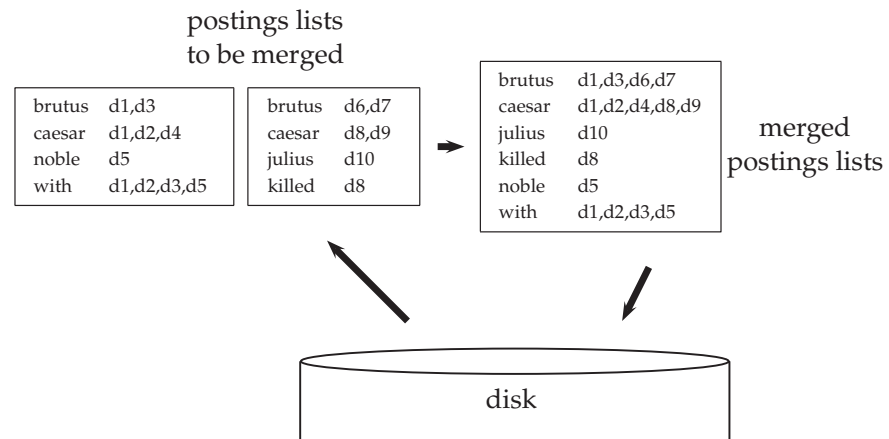 postings lists
to be merged
brutus d1,d3
caesar d1,d2,d4
noble d5
with d1,d2,d3,d5
brutus d6,d7
caesar d8,d9
julius d10
killed d8
brutus d1,d3,d6,d7
caesar d1,d2,d4,d8,d9
julius d10
killed d8
noble d5
with d1,d2,d3,d5
merged
postings lists
disk